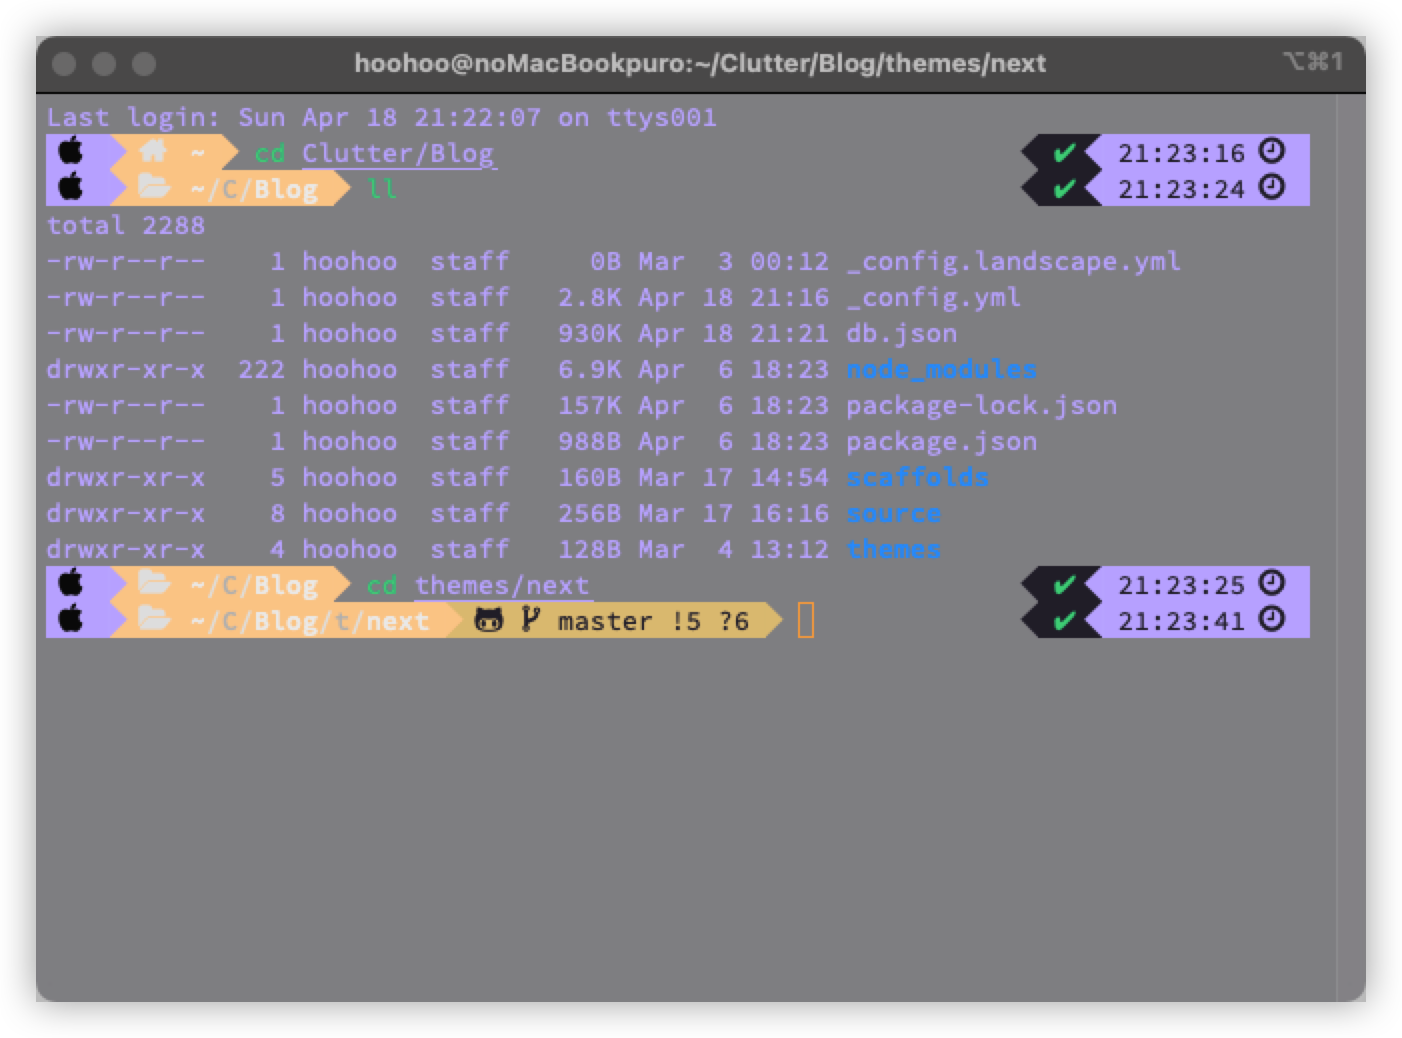 hoohoo@noMacBookpuro:~/Clutter/Blog/themes/next ⌥⌘1
Last login: Sun Apr 18 21:22:07 on ttys001
~ cd Clutter/Blog ✔ 21:23:16
~/C/Blog ll ✔ 21:23:24
total 2288
-rw-r--r-- 1 hoohoo staff 0B Mar 3 00:12 _config.landscape.yml
-rw-r--r-- 1 hoohoo staff 2.8K Apr 18 21:16 _config.yml
-rw-r--r-- 1 hoohoo staff 930K Apr 18 21:21 db.json
drwxr-xr-x 222 hoohoo staff 6.9K Apr 6 18:23 node_modules
-rw-r--r-- 1 hoohoo staff 157K Apr 6 18:23 package-lock.json
-rw-r--r-- 1 hoohoo staff 988B Apr 6 18:23 package.json
drwxr-xr-x 5 hoohoo staff 160B Mar 17 14:54 scaffolds
drwxr-xr-x 8 hoohoo staff 256B Mar 17 16:16 source
drwxr-xr-x 4 hoohoo staff 128B Mar 4 13:12 themes
~/C/Blog cd themes/next ✔ 21:23:25
~/C/Blog/t/next master !5 ?6 ✔ 21:23:41